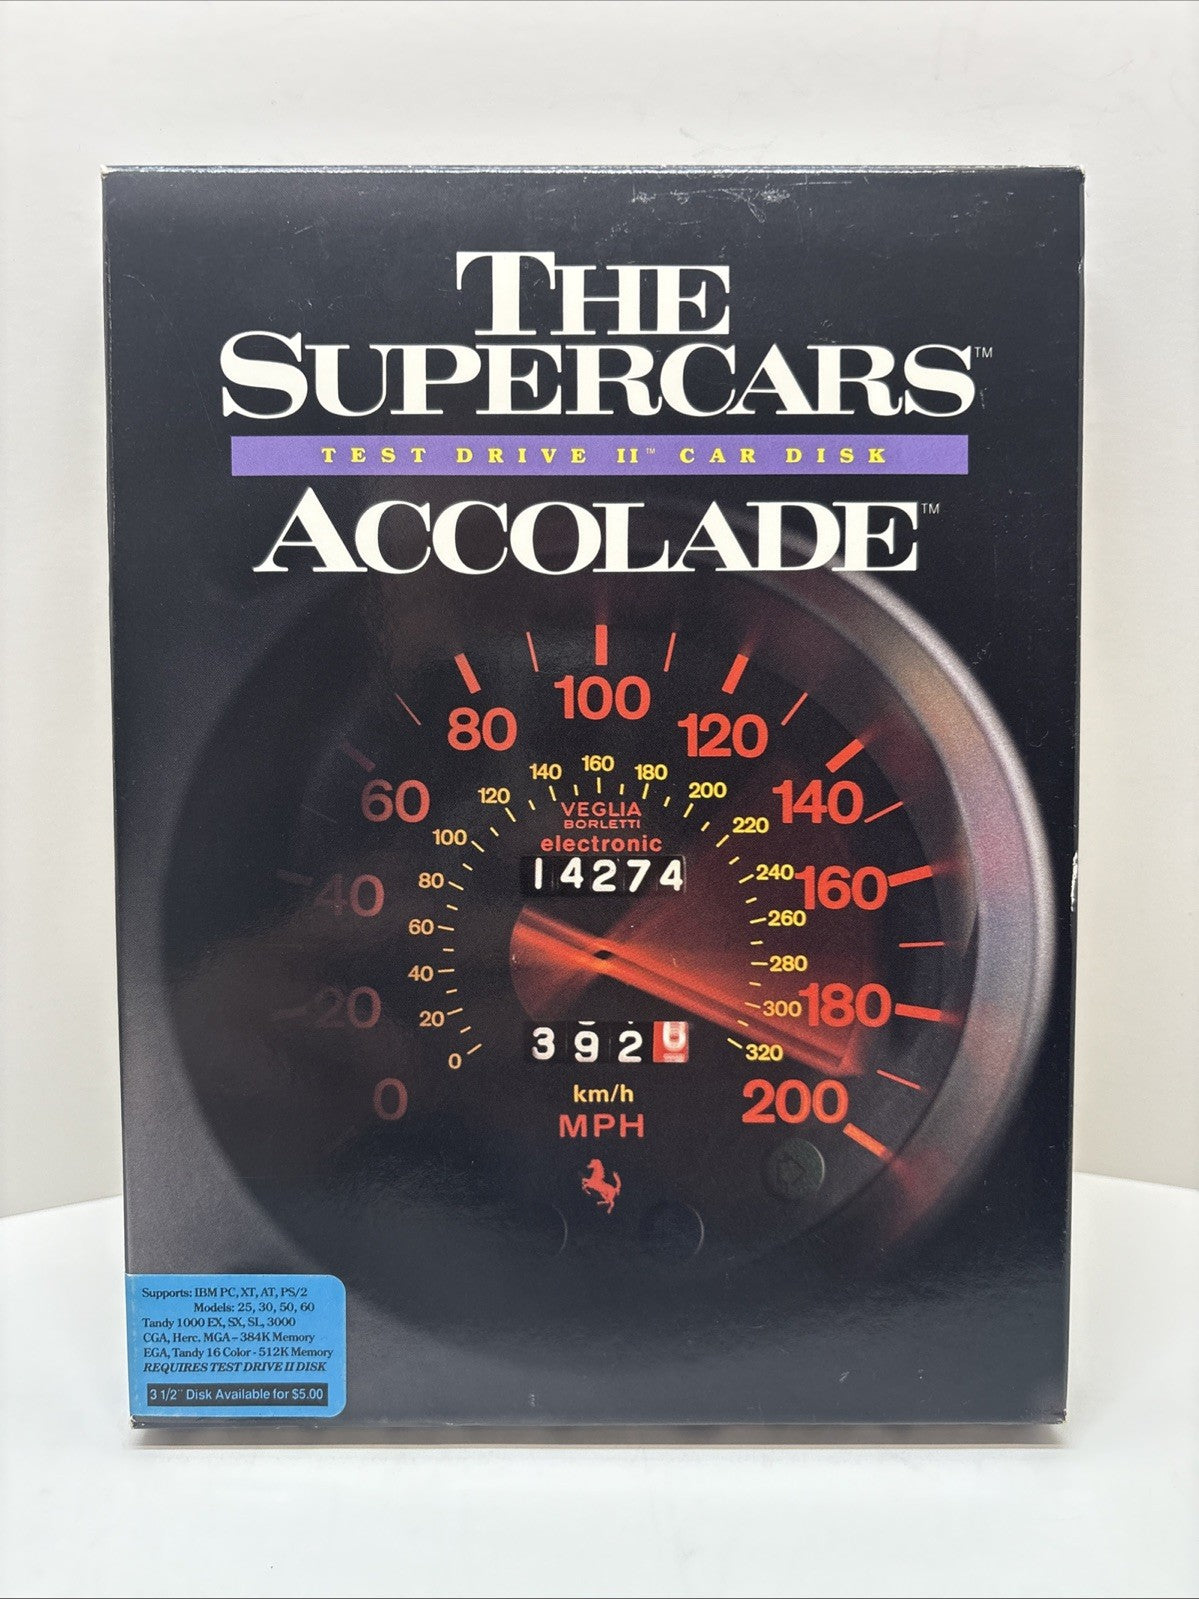 THE
SUPERCARS™
TEST DRIVE II™ CAR DISK
ACCOLADE™
100
80
120
60
140
40
160
20
180
0
200
160
140
180
120
200
100
220
80
240
60
260
40
280
20
300
0
320
VEGLIA
BORLETTI
electronic
14274
3926
km/h
MPH
Supports: IBM PC, XT, AT, PS/2
Models: 25, 30, 50, 60
Tandy 1000 EX, SX, SL, 3000
CGA, Herc. MGA - 384K Memory
EGA, Tandy 16 Color - 512K Memory
REQUIRES TEST DRIVE II DISK
3 1/2" Disk Available for $5.00